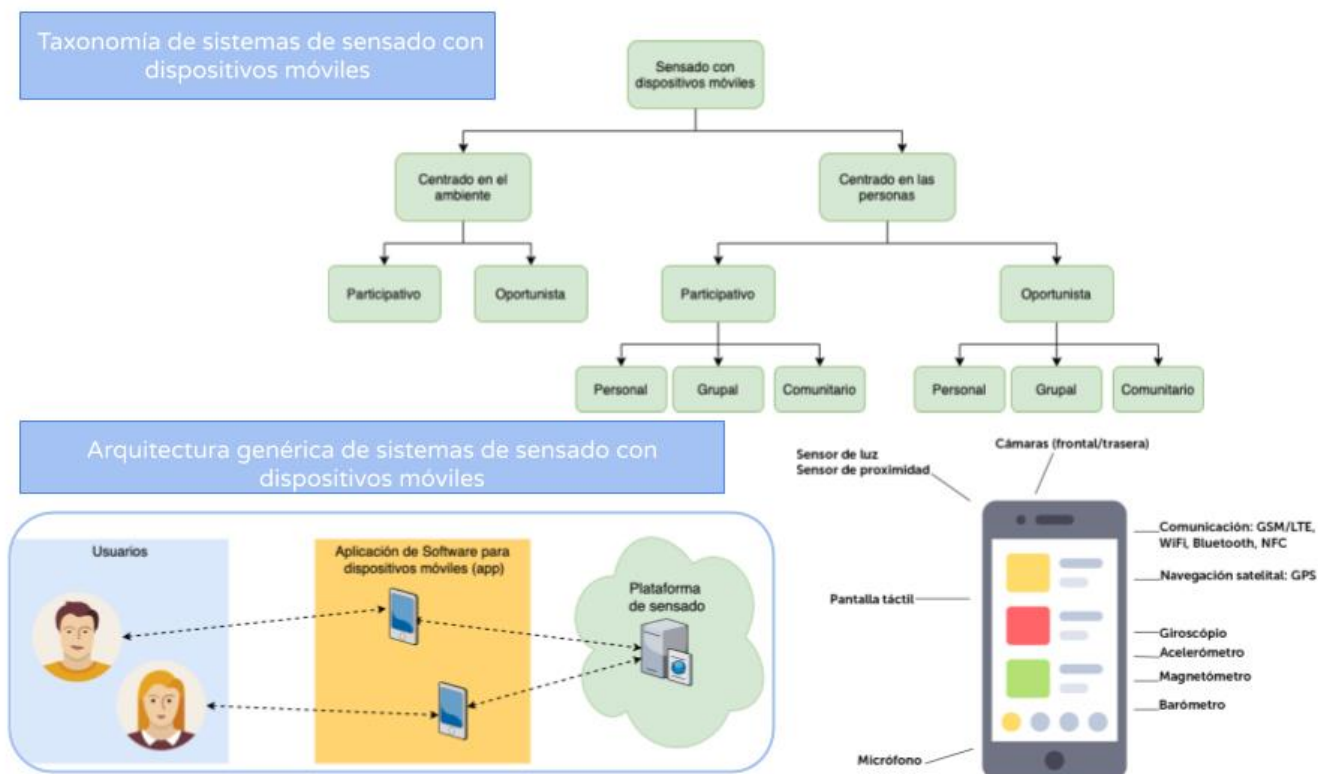 Taxonomía de sistemas de sensado con
dispositivos móviles
Sensado con
dispositivos móviles
Centrado en el
ambiente
Centrado en las
personas
Participativo
Oportunista
Participativo
Oportunista
Personal
Grupal
Comunitario
Personal
Grupal
Comunitario
Arquitectura genérica de sistemas de sensado con
dispositivos móviles
Usuarios
Aplicación de Software para
dispositivos móviles (app)
Plataforma
de sensado
Cámaras (frontal/trasera)
Sensor de luz
Sensor de proximidad
Comunicación: GSM/LTE,
WiFi, Bluetooth, NFC
Navegación satelital: GPS
Pantalla táctil
Giroscópio
Acelerómetro
Magnetómetro
Barómetro
Micrófono